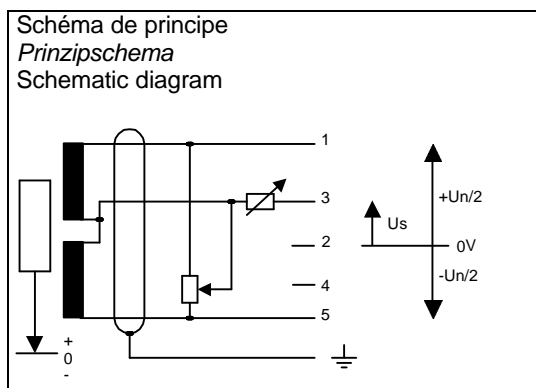 Schéma de principe
Prinzipschema
Schematic diagram
1
3
2
4
5
+Un/2
Us
0V
-Un/2
+
0
-